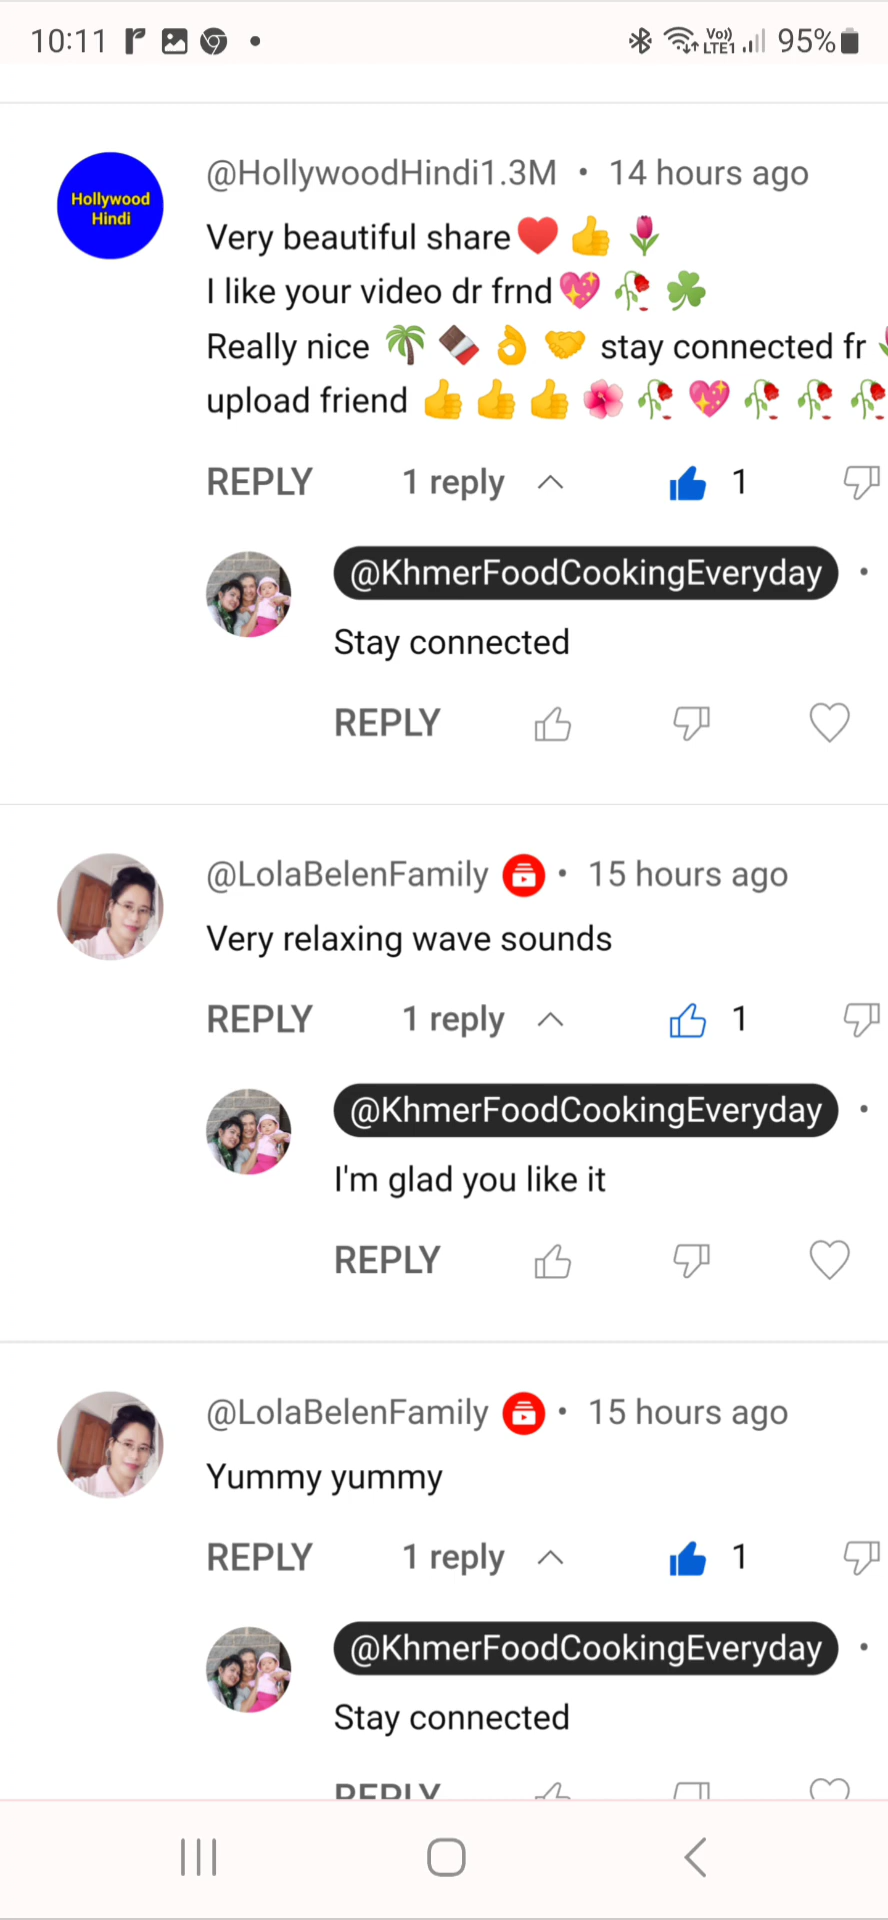 10:11 Vo)) LTE1 95%
Hollywood
Hindi
@HollywoodHindi1.3M • 14 hours ago
Very beautiful share❤️ 👍 🌷
I like your video dr frnd💖 🥀 ☘️
Really nice 🌴 🍫 👌 🤝 stay connected fr 🌷
upload friend 👍 👍 👍 🌺 🥀 💖 🥀 🥀 🥀
REPLY 1 reply 1
@KhmerFoodCookingEveryday •
Stay connected
REPLY
@LolaBelenFamily • 15 hours ago
Very relaxing wave sounds
REPLY 1 reply 1
@KhmerFoodCookingEveryday •
I'm glad you like it
REPLY
@LolaBelenFamily • 15 hours ago
Yummy yummy
REPLY 1 reply 1
@KhmerFoodCookingEveryday •
Stay connected
REPLY